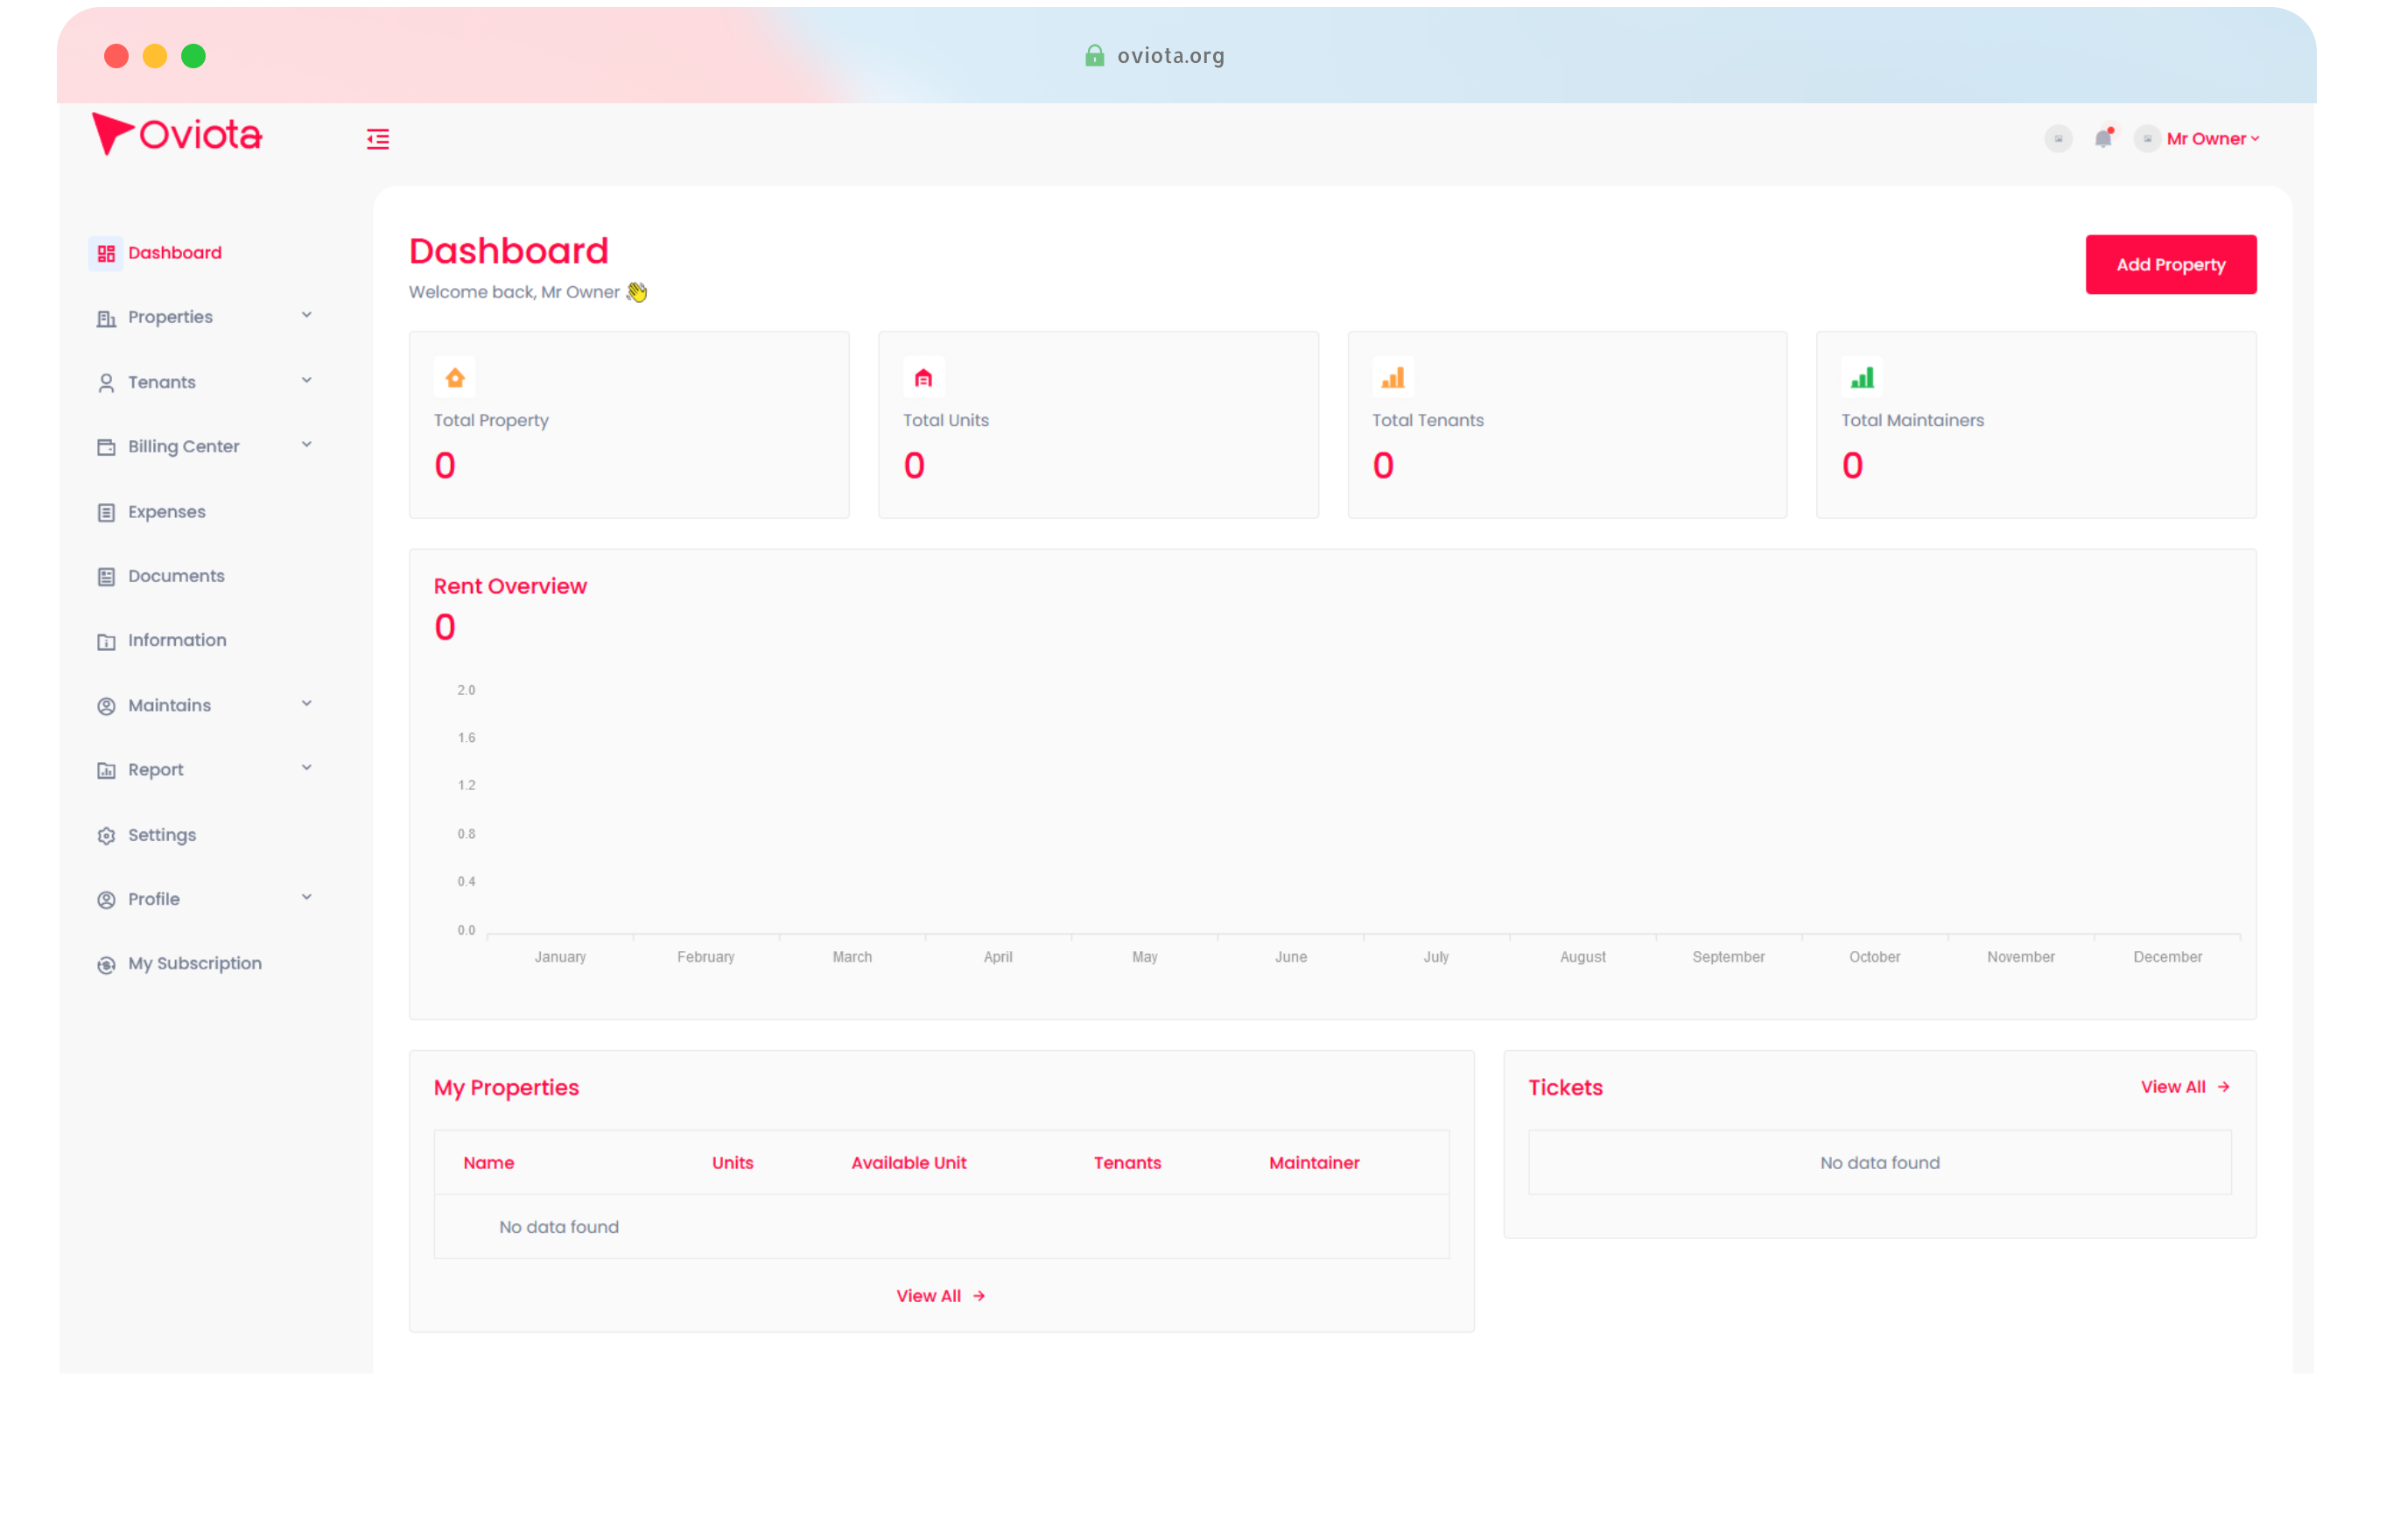 oviota.org
Oviota
Mr Owner
Dashboard
Properties
Tenants
Billing Center
Expenses
Documents
Information
Maintains
Report
Settings
Profile
My Subscription
Dashboard
Welcome back, Mr Owner 👋
Add Property
Total Property
0
Total Units
0
Total Tenants
0
Total Maintainers
0
Rent Overview
0
2.0
1.6
1.2
0.8
0.4
0.0
January February March April May June July August September October November December
My Properties
Name Units Available Unit Tenants Maintainer
No data found
View All →
Tickets
View All →
No data found